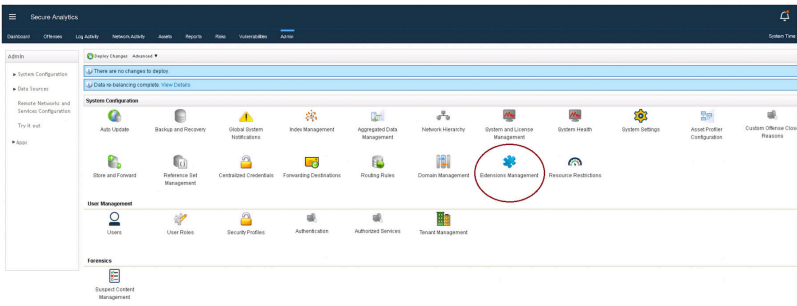 Secure Analytics
Dashboard Offenses Log Activity Network Activity Assets Reports Risks Vulnerabilities Admin System Time
Admin
Deploy Changes Advanced
There are no changes to deploy.
Data re-balancing complete. View Details
System Configuration
Data Sources
Remote Networks and
Services Configuration
Try it out
Apps
System Configuration
Auto Update
Backup and Recovery
Global System
Notifications
Index Management
Aggregated Data
Management
Network Hierarchy
System and License
Management
System Health
System Settings
Asset Profiler
Configuration
Custom Offense Close
Reasons
Store and Forward
Reference Set
Management
Centralized Credentials
Forwarding Destinations
Routing Rules
Domain Management
Extensions Management
Resource Restrictions
User Management
Users
User Roles
Security Profiles
Authentication
Authorized Services
Tenant Management
Forensics
Suspect Content
Management